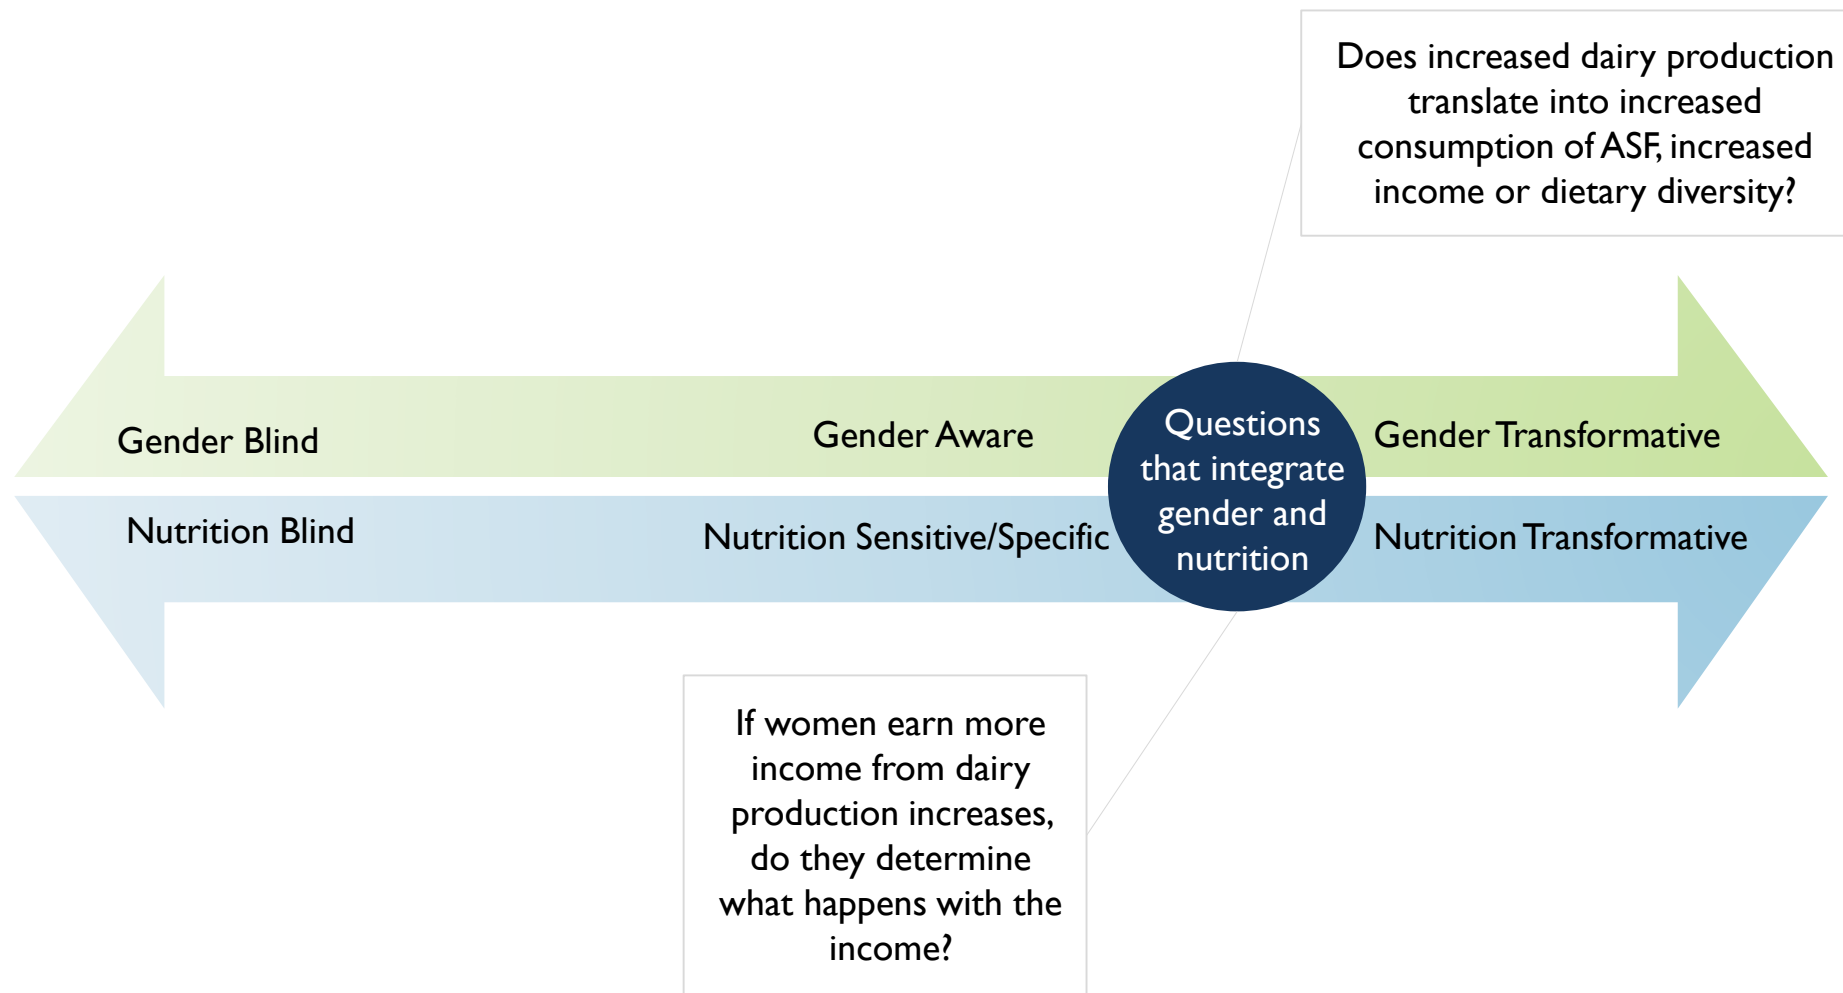 Does increased dairy production
translate into increased
consumption of ASF, increased
income or dietary diversity?
Gender Blind
Gender Aware
Questions
that integrate
gender and
nutrition
Gender Transformative
Nutrition Blind
Nutrition Sensitive/Specific
Nutrition Transformative
If women earn more
income from dairy
production increases,
do they determine
what happens with the
income?